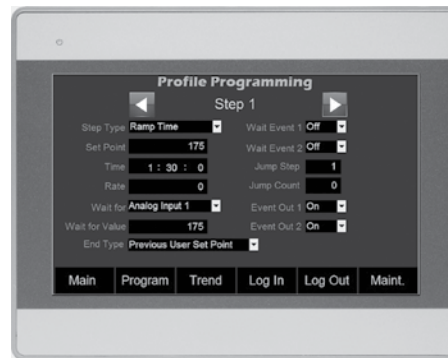 Profile Programming
Step 1
Step Type Ramp Time Wait Event 1 Off
Set Point 175 Wait Event 2 Off
Time 1 : 30 : 0 Jump Step 1
Rate 0 Jump Count 0
Wait for Analog Input 1 Event Out 1 On
Wait for Value 175 Event Out 2 On
End Type Previous User Set Point
Main Program Trend Log In Log Out Maint.